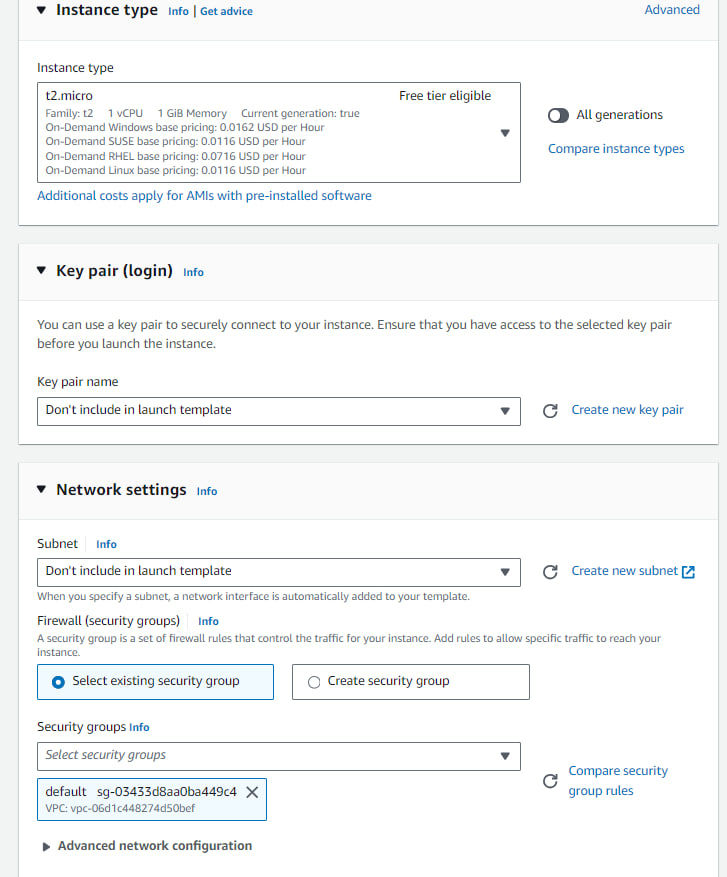 Instance type Info | Get advice Advanced
Instance type
t2.micro Free tier eligible
Family: t2 1 vCPU 1 GiB Memory Current generation: true
On-Demand Windows base pricing: 0.0162 USD per Hour
On-Demand SUSE base pricing: 0.0116 USD per Hour
On-Demand RHEL base pricing: 0.0716 USD per Hour
On-Demand Linux base pricing: 0.0116 USD per Hour
All generations
Compare instance types
Additional costs apply for AMIs with pre-installed software
Key pair (login) Info
You can use a key pair to securely connect to your instance. Ensure that you have access to the selected key pair
before you launch the instance.
Key pair name
Don't include in launch template
Create new key pair
Network settings Info
Subnet Info
Don't include in launch template
Create new subnet
When you specify a subnet, a network interface is automatically added to your template.
Firewall (security groups) Info
A security group is a set of firewall rules that control the traffic for your instance. Add rules to allow specific traffic to reach your
instance.
Select existing security group
Create security group
Security groups Info
Select security groups
Compare security
group rules
default sg-03433d8aa0ba449c4
VPC: vpc-06d1c448274d50bef
Advanced network configuration